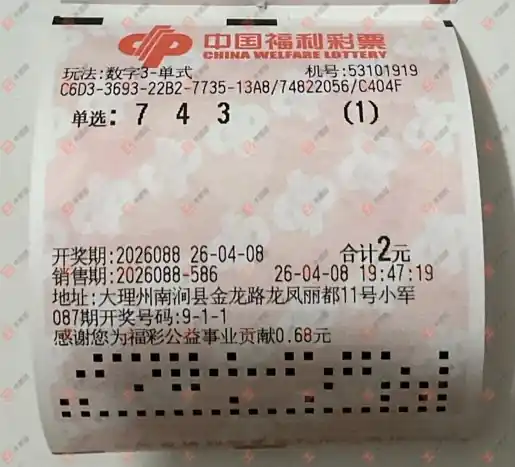 中国福利彩票
CHINA WELFARE LOTTERY
玩法:数字3-单式 机号:53101919
C6D3-3693-22B2-7735-13A8/74822056/C404F
单选: 7 4 3 (1)
开奖期:2026088 26-04-08 合计2元
销售期:2026088-586 26-04-08 19:47:19
地址:大理州南涧县金龙路龙凤丽都11号小军
087期开奖号码:9-1-1
感谢您为福彩公益事业贡献0.68元